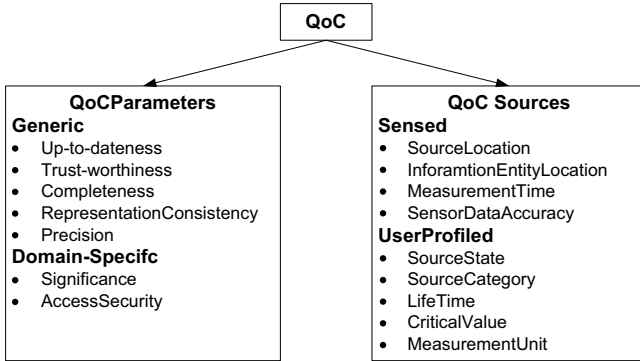 QoC
QoCParameters
Generic
• Up-to-dateness
• Trust-worthiness
• Completeness
• RepresentationConsistency
• Precision
Domain-Specifc
• Significance
• AccessSecurity
QoC Sources
Sensed
• SourceLocation
• InforamtionEntityLocation
• MeasurementTime
• SensorDataAccuracy
UserProfiled
• SourceState
• SourceCategory
• LifeTime
• CriticalValue
• MeasurementUnit